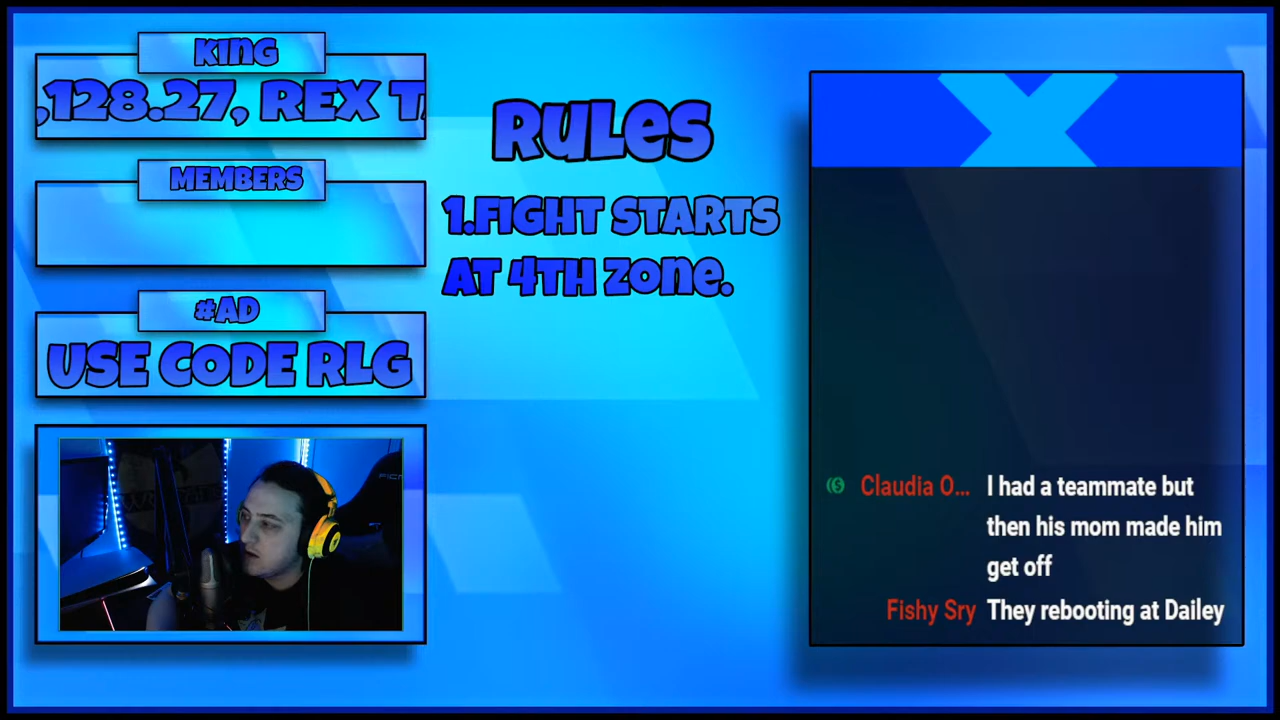 KING
,128.27, REX T
MEMBERS
#AD
USE CODE RLG
RULES
1.FIGHT STARTS
AT 4TH ZONE.
Claudia O...
I had a teammate but
then his mom made him
get off
Fishy Sry
They rebooting at Dailey